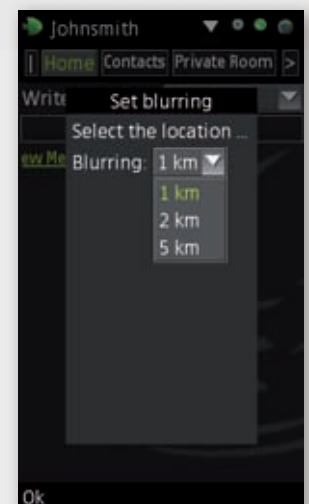 Johnsmith
Home Contacts Private Room >
Write
Set blurring
Select the location ...
ew Me
Blurring: 1 km
1 km
2 km
5 km
Ok